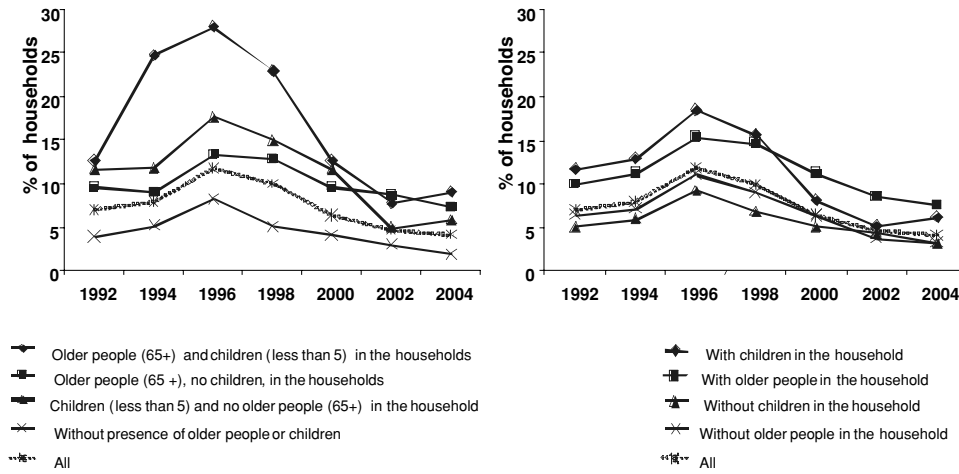 % of households
30
25
20
15
10
5
0
1992 1994 1996 1998 2000 2002 2004
Older people (65+) and children (less than 5) in the households
Older people (65 +), no children, in the households
Children (less than 5) and no older people (65+) in the household
Without presence of older people or children
All
% of households
30
25
20
15
10
5
0
1992 1994 1996 1998 2000 2002 2004
With children in the household
With older people in the household
Without children in the household
Without older people in the household
All